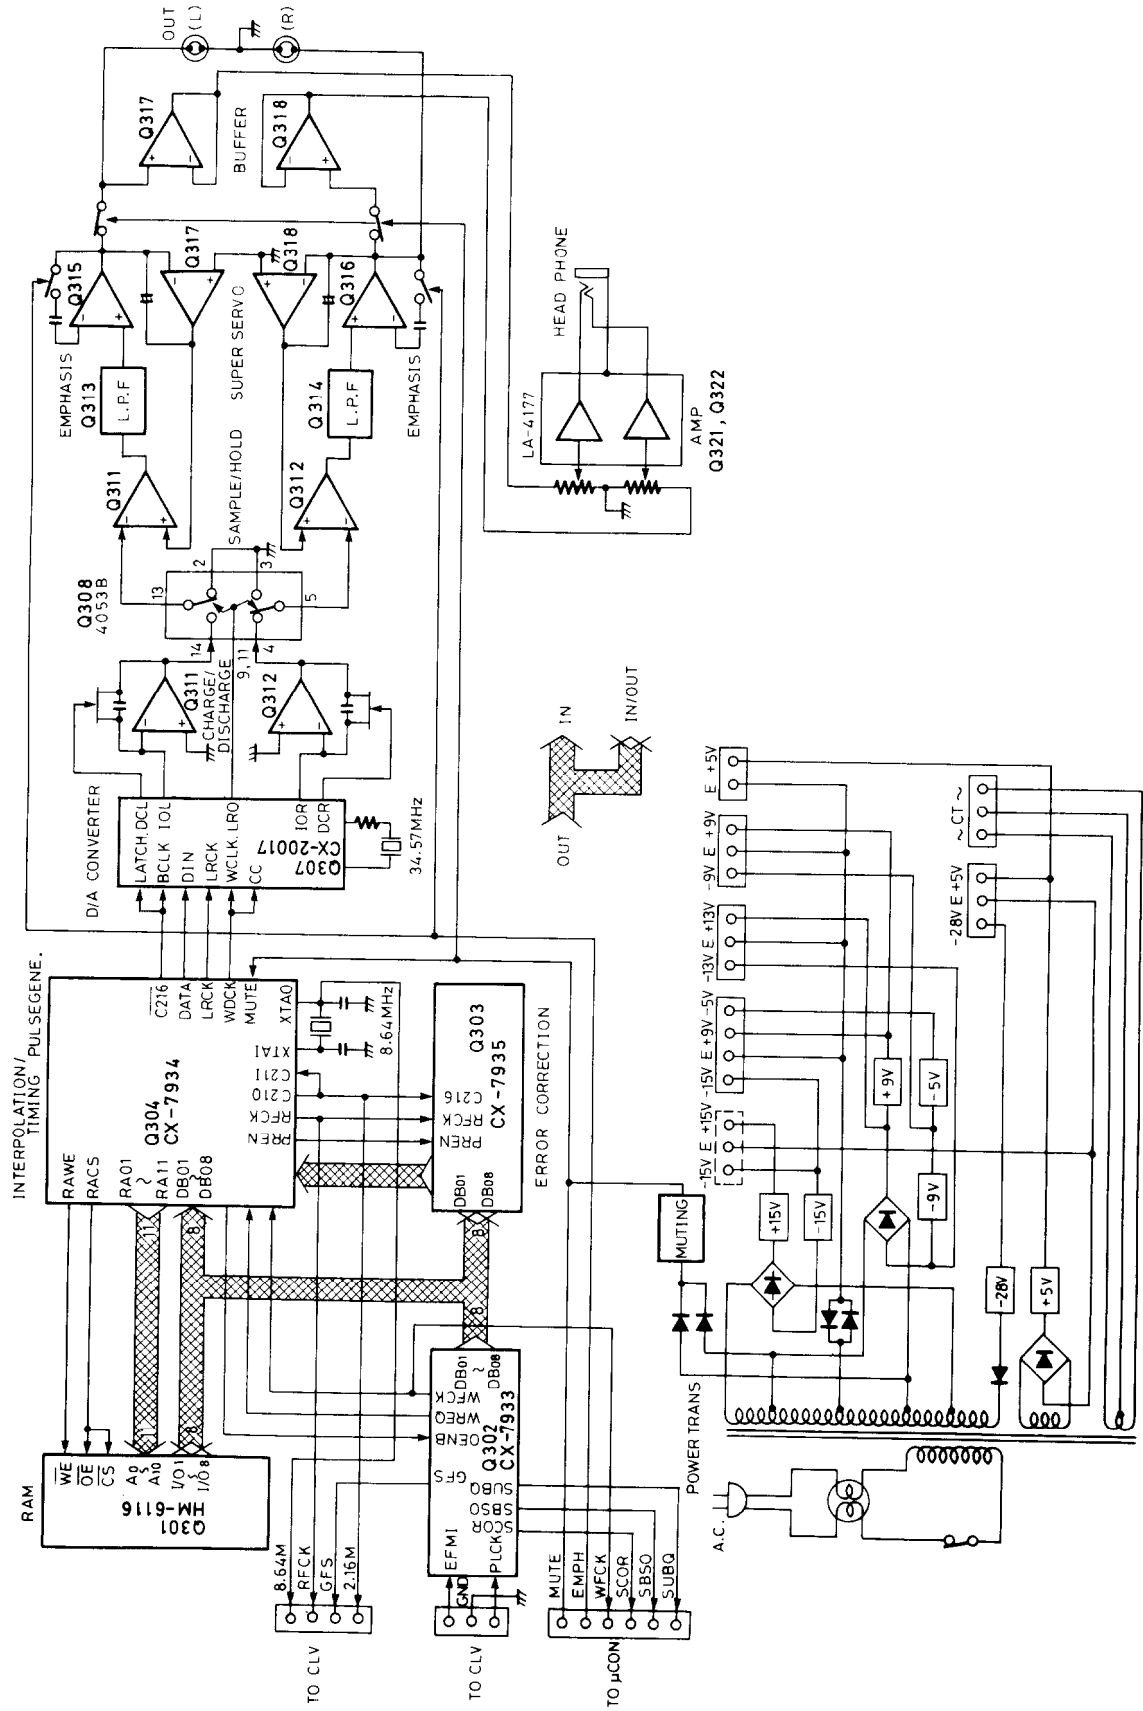 INTERPOLATION/
TIMING PULSEGENE.
RAM
Q301
HM-6116
WE
OE
CS
A0
S
A10
I/O1
S
I/O8
11
8
11
8
RAWE
RACS
RA01
~
RA11
DB01
~
DB08
Q304
CX-7934
C216
DATA
LRCK
WDCK
MUTE
XTAO
XTAI
C21I
C210
RFCK
PREN
8.64MHz
D/A CONVERTER
LATCH.DCL
BCLK IOL
DIN
LRCK
WCLK.LRO
CC
IOR
DCR
Q307
CX-20017
34.57MHz
Q311
CHARGE/
DISCHARGE
Q312
Q308
4053B
14
13
2
9,11
4
5
3
SAMPLE/HOLD
Q311
Q312
EMPHASIS
Q313
L.P.F
Q314
L.P.F
EMPHASIS
SUPER SERVO
Q315
Q317
Q318
Q316
BUFFER
Q317
Q318
OUT
(L)
(R)
HEAD PHONE
LA-4177
AMP
Q321, Q322
OUT
IN
IN/OUT
C216
RFCK
PREN
Q303
CX-7935
DB01
~
DB08
ERROR CORRECTION
8
8
DB01
~
DB08
WFCK
WREQ
OENB
GFS
Q302
CX-7933
SUBQ
SBSO
SCOR
EFMI
PLCK
GND
8.64M
RFCK
GFS
2.16M
TO CLV
TO CLV
MUTE
EMPH
WFCK
SCOR
SBSO
SUBQ
TO μCON
POWER TRANS
A.C.
MUTING
+15V
-15V
+9V
-5V
-9V
-28V
+5V
-15V E +15V
-15V E +9V -5V
-13V E +13V
-9V E +9V
E +5V
-28V E +5V
~ CT ~